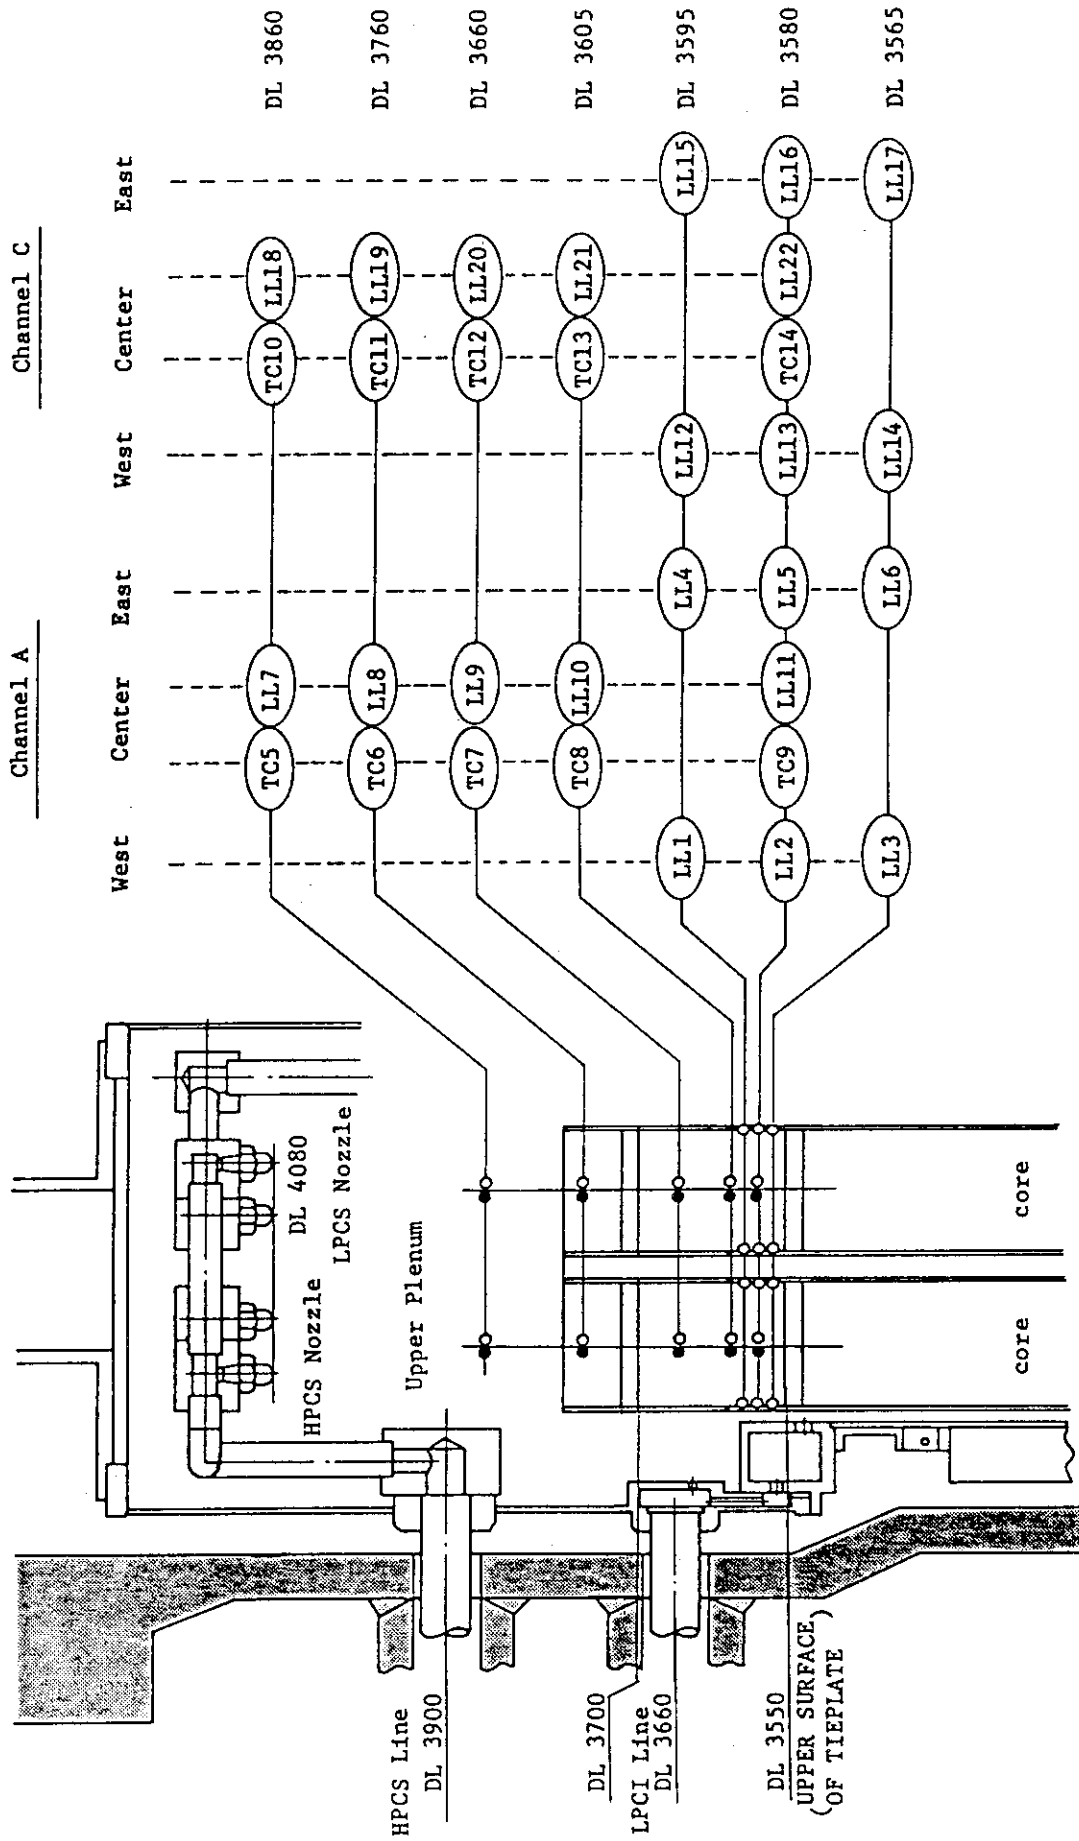 Channel A
Channel C
West
Center
East
West
Center
East
TC5
LL7
TC10
LL18
DL 3860
TC6
LL8
TC11
LL19
DL 3760
TC7
LL9
TC12
LL20
DL 3660
TC8
LL10
TC13
LL21
DL 3605
LL1
LL4
LL12
LL15
DL 3595
LL2
TC9
LL11
LL5
LL13
TC14
LL22
LL16
DL 3580
LL3
LL6
LL14
LL17
DL 3565
DL 4080
HPCS Nozzle
LPCS Nozzle
Upper Plenum
HPCS Line
DL 3900
DL 3700
LPCI Line
DL 3660
DL 3550
(UPPER SURFACE
OF TIEPLATE)
core
core